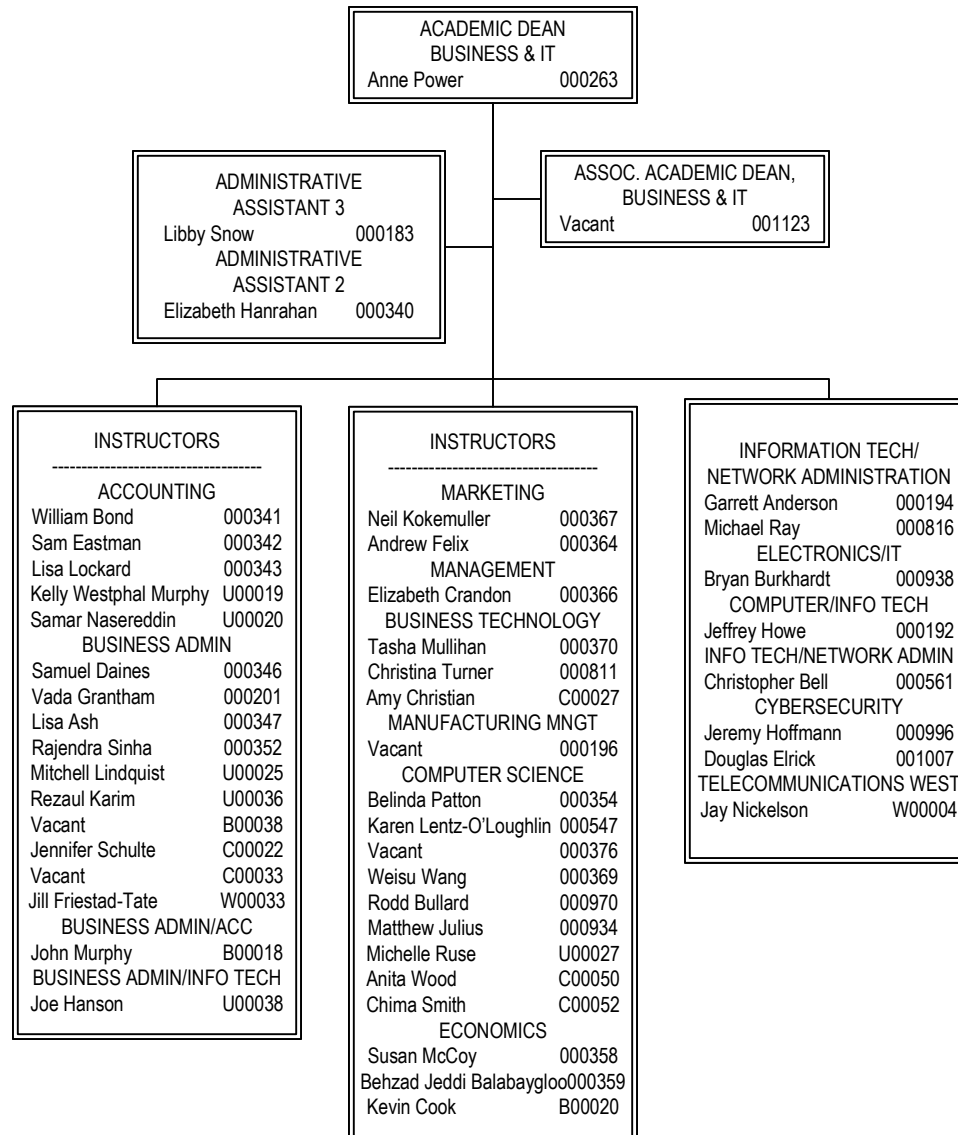 ACADEMIC DEAN
BUSINESS & IT
Anne Power 000263
ADMINISTRATIVE
ASSISTANT 3
Libby Snow 000183
ADMINISTRATIVE
ASSISTANT 2
Elizabeth Hanrahan 000340
ASSOC. ACADEMIC DEAN,
BUSINESS & IT
Vacant 001123
INSTRUCTORS
------------------------------------
ACCOUNTING
William Bond 000341
Sam Eastman 000342
Lisa Lockard 000343
Kelly Westphal Murphy U00019
Samar Nasereddin U00020
BUSINESS ADMIN
Samuel Daines 000346
Vada Grantham 000201
Lisa Ash 000347
Rajendra Sinha 000352
Mitchell Lindquist U00025
Rezaul Karim U00036
Vacant B00038
Jennifer Schulte C00022
Vacant C00033
Jill Friestad-Tate W00033
BUSINESS ADMIN/ACC
John Murphy B00018
BUSINESS ADMIN/INFO TECH
Joe Hanson U00038
INSTRUCTORS
------------------------------------
MARKETING
Neil Kokemuller 000367
Andrew Felix 000364
MANAGEMENT
Elizabeth Crandon 000366
BUSINESS TECHNOLOGY
Tasha Mullihan 000370
Christina Turner 000811
Amy Christian C00027
MANUFACTURING MNGT
Vacant 000196
COMPUTER SCIENCE
Belinda Patton 000354
Karen Lentz-O'Loughlin 000547
Vacant 000376
Weisu Wang 000369
Rodd Bullard 000970
Matthew Julius 000934
Michelle Ruse U00027
Anita Wood C00050
Chima Smith C00052
ECONOMICS
Susan McCoy 000358
Behzad Jeddi Balabaygloo000359
Kevin Cook B00020
INFORMATION TECH/
NETWORK ADMINISTRATION
Garrett Anderson 000194
Michael Ray 000816
ELECTRONICS/IT
Bryan Burkhardt 000938
COMPUTER/INFO TECH
Jeffrey Howe 000192
INFO TECH/NETWORK ADMIN
Christopher Bell 000561
CYBERSECURITY
Jeremy Hoffmann 000996
Douglas Elrick 001007
TELECOMMUNICATIONS WEST
Jay Nickelson W00004